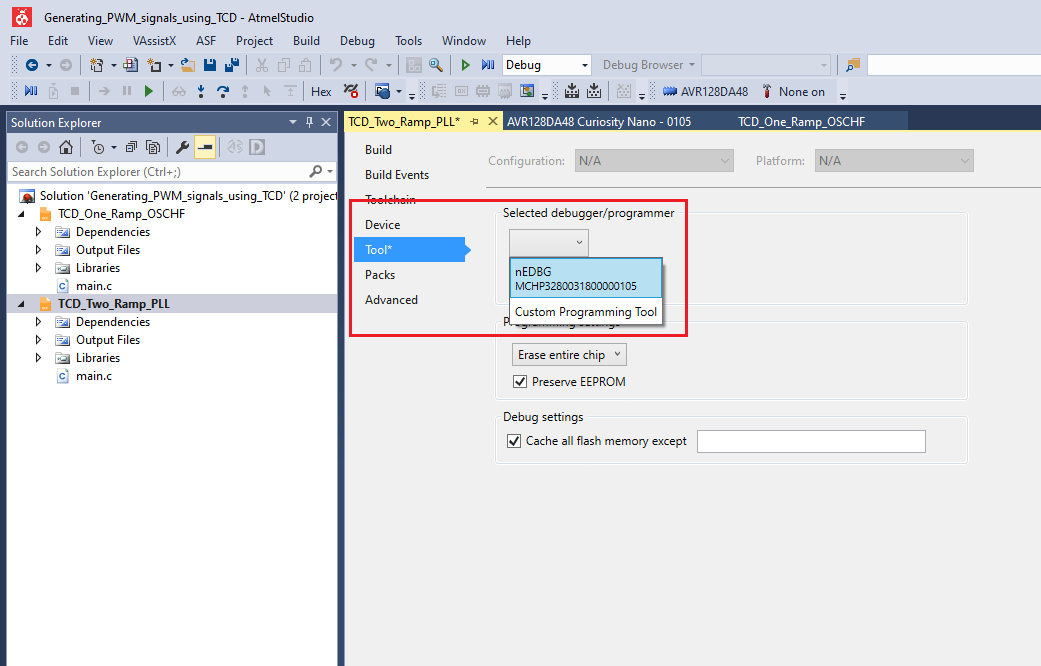 Generating_PWM_signals_using_TCD - AtmelStudio
File Edit View VAssistX ASF Project Build Debug Tools Window Help
Debug Debug Browser
Hex AVR128DA48 None on
Solution Explorer
Search Solution Explorer (Ctrl+;)
Solution 'Generating_PWM_signals_using_TCD' (2 project
TCD_One_Ramp_OSCHF
Dependencies
Output Files
Libraries
main.c
TCD_Two_Ramp_PLL
Dependencies
Output Files
Libraries
main.c
TCD_Two_Ramp_PLL* AVR128DA48 Curiosity Nano - 0105 TCD_One_Ramp_OSCHF
Build
Build Events
Toolchain
Device
Tool*
Packs
Advanced
Configuration: N/A Platform: N/A
Selected debugger/programmer
nEDBG
MCHP3280031800000105
Custom Programming Tool
Programming settings
Erase entire chip
Preserve EEPROM
Debug settings
Cache all flash memory except